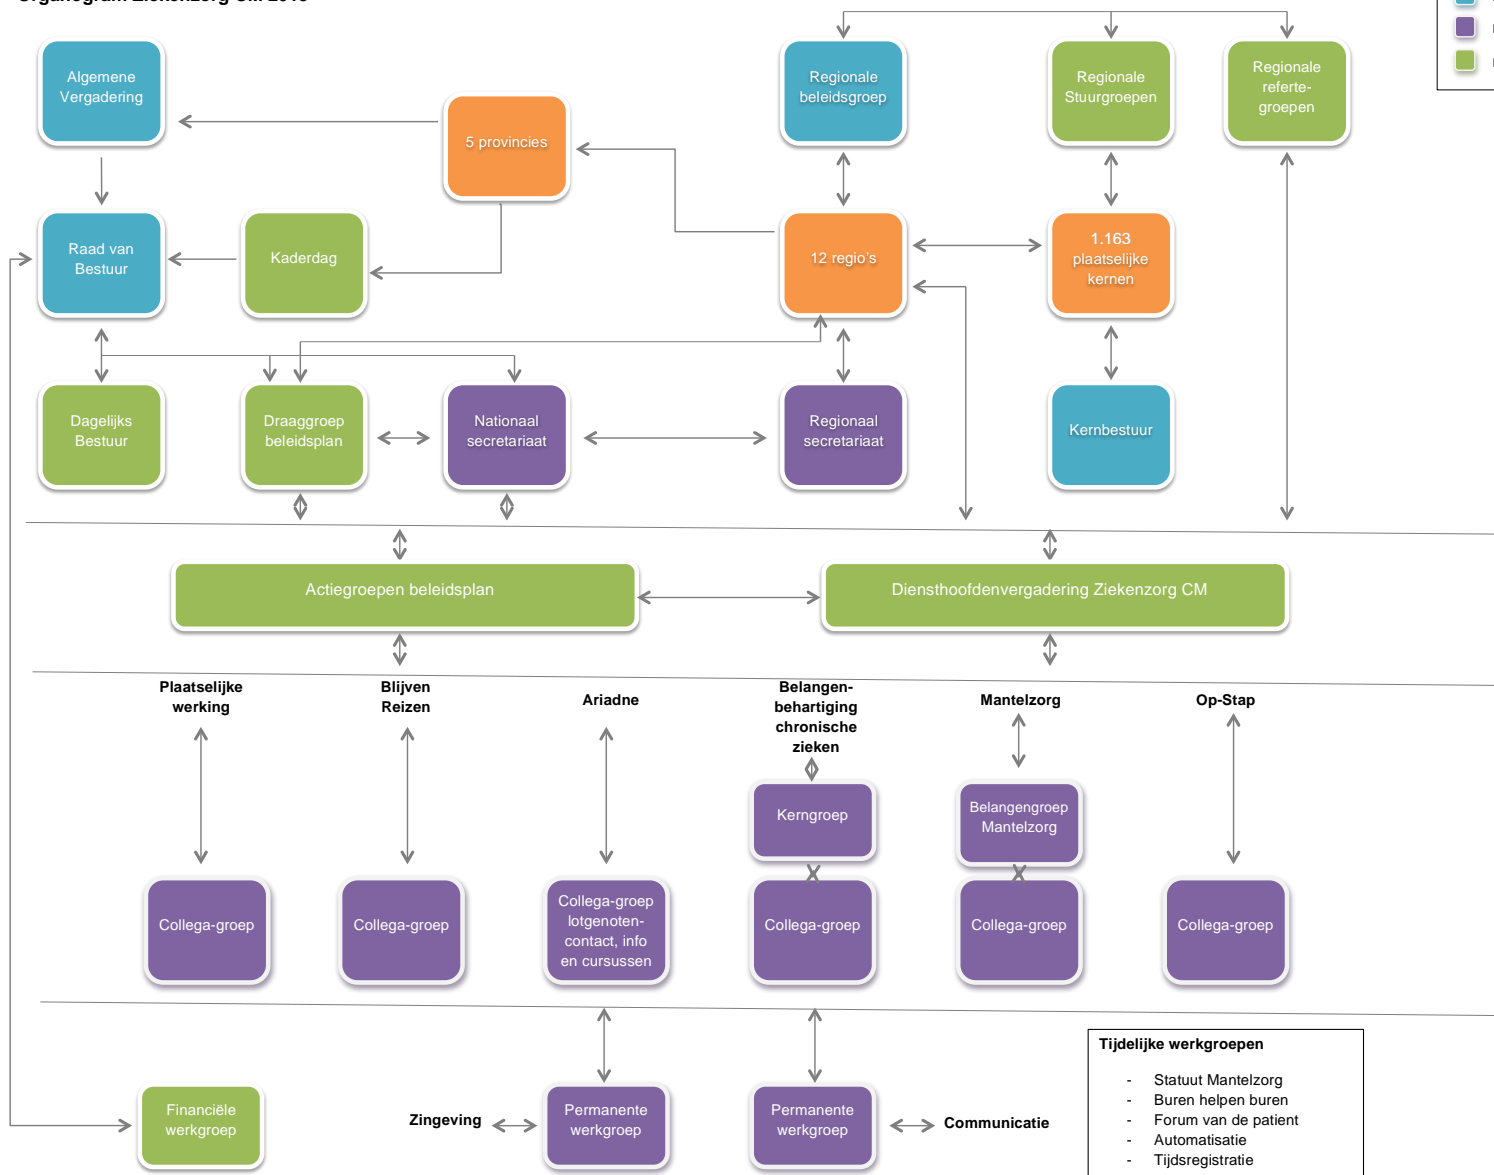 Algemene
Vergadering
5 provincies
Regionale
beleidsgroep
Regionale
Stuurgroepen
Regionale
referte-
groepen
Raad van
Bestuur
Kaderdag
12 regio's
1.163
plaatselijke
kernen
Dagelijks
Bestuur
Draaggroep
beleidsplan
Nationaal
secretariaat
Regionaal
secretariaat
Kernbestuur
Actiegroepen beleidsplan
Diensthoofdenvergadering Ziekenzorg CM
Plaatselijke
werking
Blijven
Reizen
Ariadne
Belangen-
behartiging
chronische
zieken
Mantelzorg
Op-Stap
Kerngroep
Belangengroep
Mantelzorg
Collega-groep
Collega-groep
Collega-groep
lotgenoten-
contact, info
en cursussen
Collega-groep
Collega-groep
Collega-groep
Financiële
werkgroep
Zingeving
Permanente
werkgroep
Permanente
werkgroep
Communicatie
Tijdelijke werkgroepen
- Statuut Mantelzorg
- Buren helpen buren
- Forum van de patient
- Automatisatie
- Tijdsregistratie